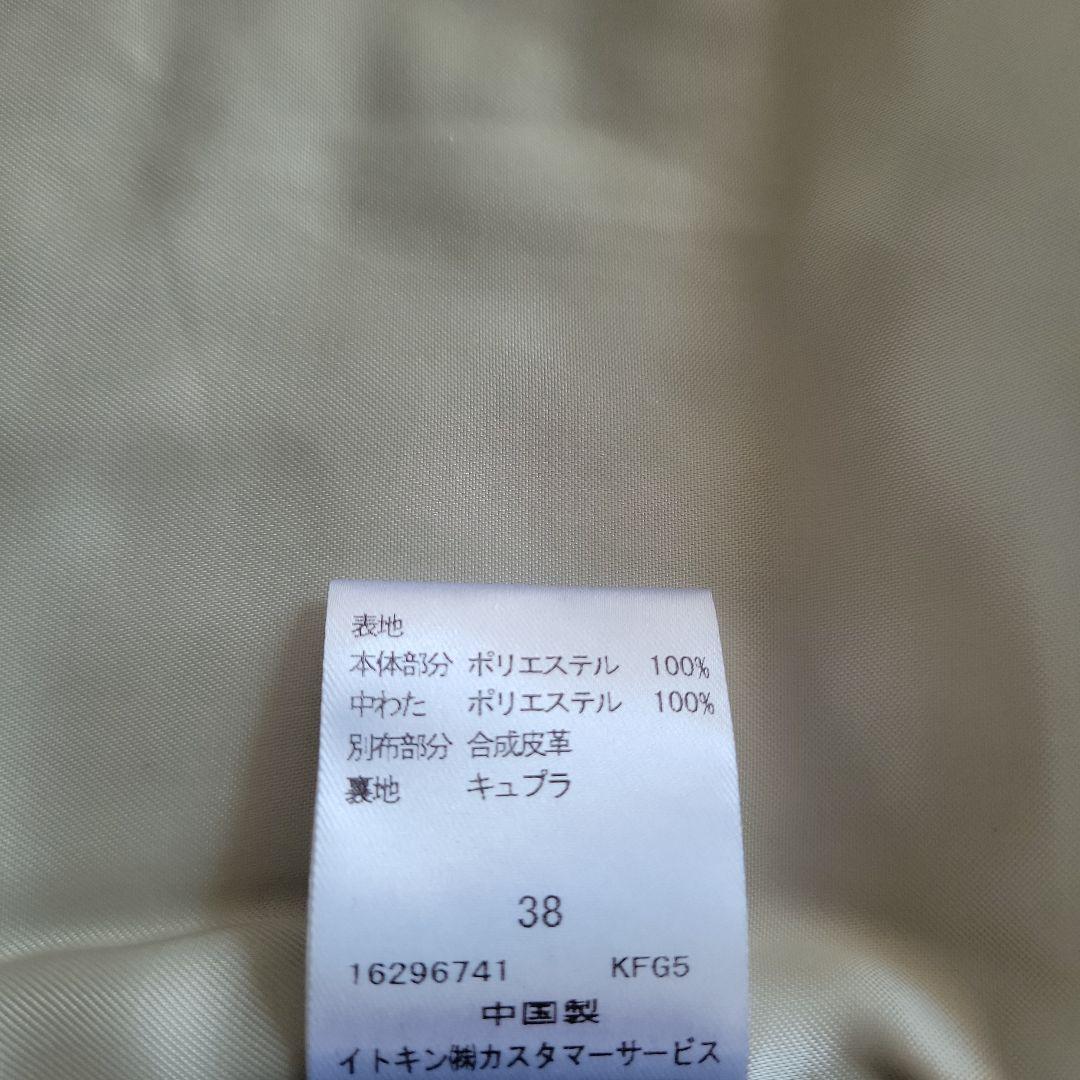 表地
本体部分 ポリエステル 100%
中わた ポリエステル 100%
別布部分 合成皮革
裏地 キュプラ
38
16296741 KFG5
中国製
イトキン㈱カスタマーサービス